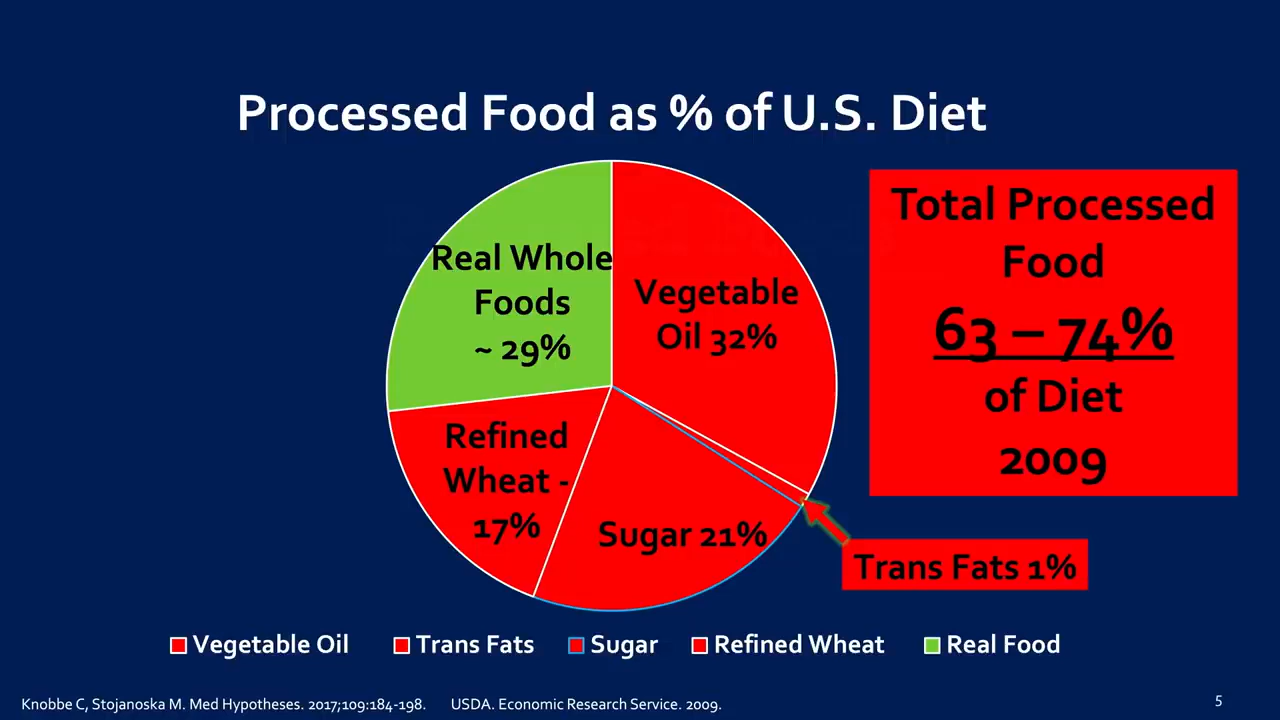 Processed Food as % of U.S. Diet
Real Whole
Foods
~ 29%
Vegetable
Oil 32%
Refined
Wheat -
17%
Sugar 21%
Total Processed
Food
63 – 74%
of Diet
2009
Trans Fats 1%
Vegetable Oil
Trans Fats
Sugar
Refined Wheat
Real Food
Knobbe C, Stojanoska M. Med Hypotheses. 2017;109:184-198. USDA. Economic Research Service. 2009.
5